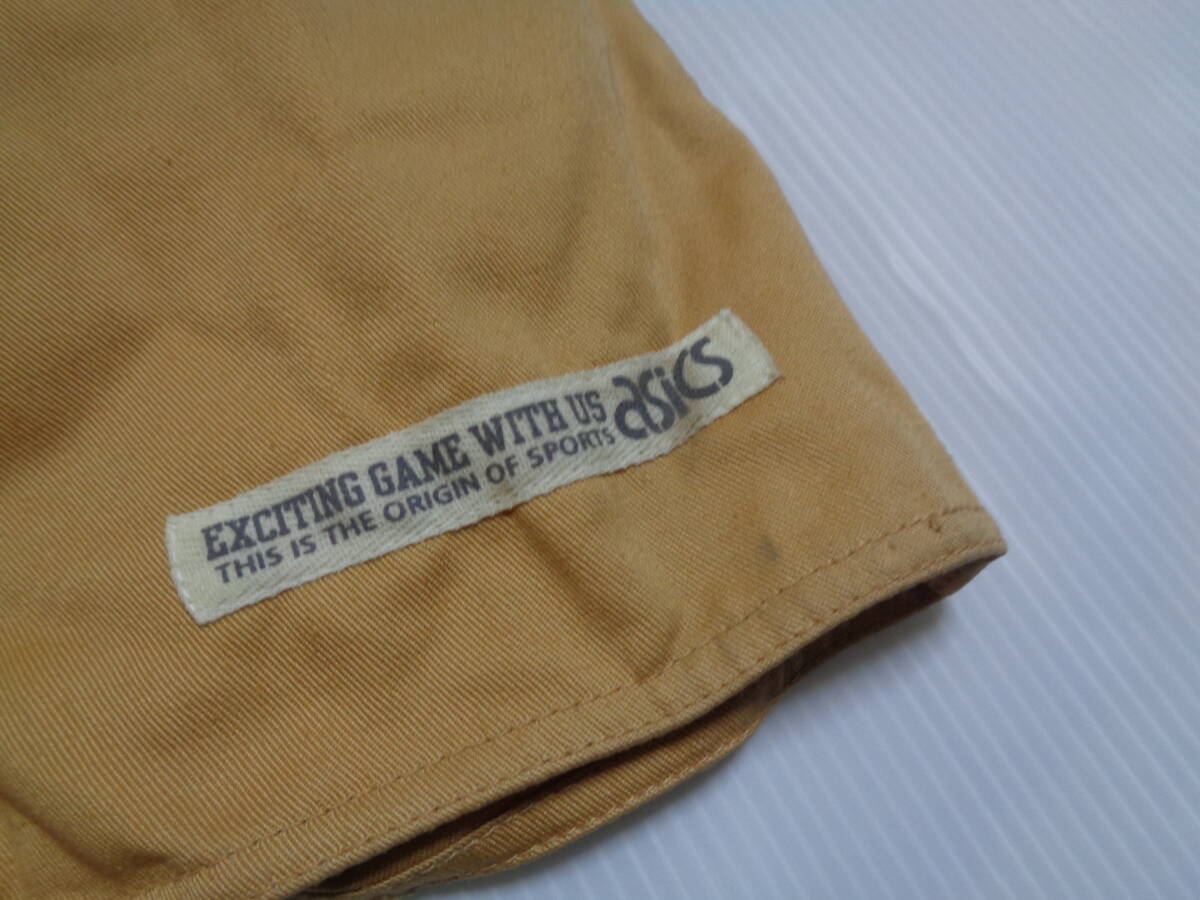 EXCITING GAME WITH US
THIS IS THE ORIGIN OF SPORTS
asics